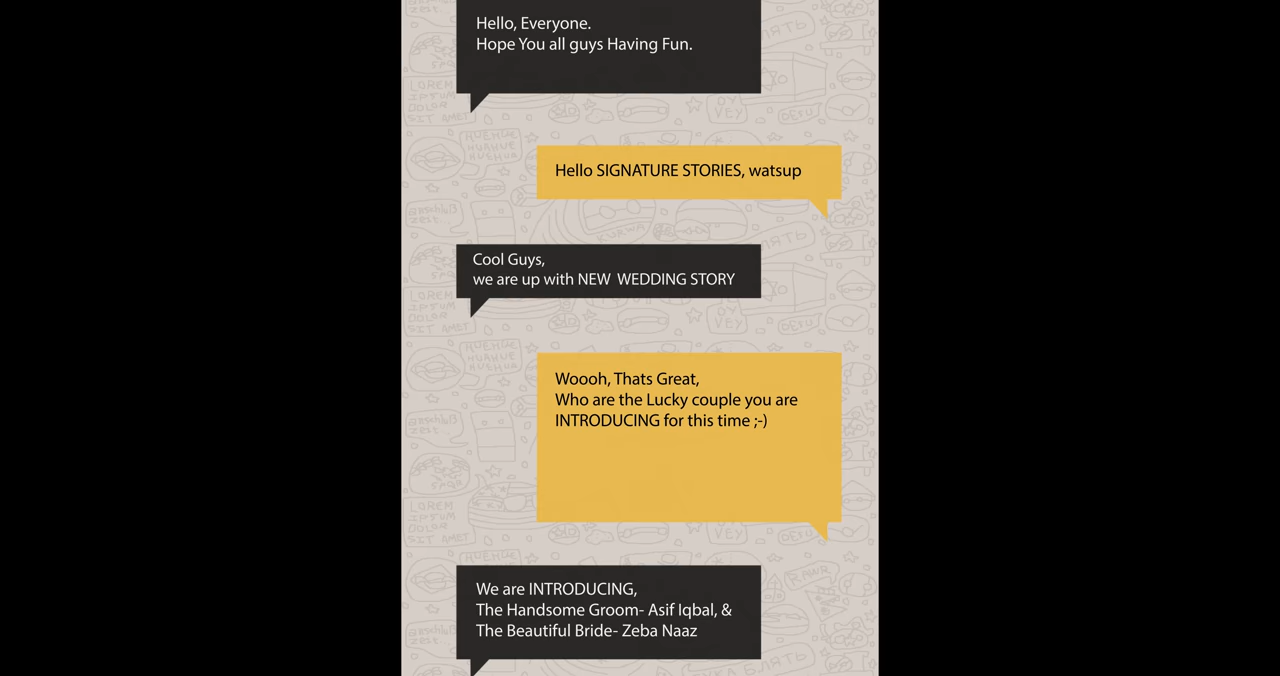 Hello, Everyone.
Hope You all guys Having Fun.
Hello SIGNATURE STORIES, watsup
Cool Guys,
we are up with NEW WEDDING STORY
Woooh, Thats Great,
Who are the Lucky couple you are
INTRODUCING for this time ;-)
We are INTRODUCING,
The Handsome Groom- Asif Iqbal, &
The Beautiful Bride- Zeba Naaz